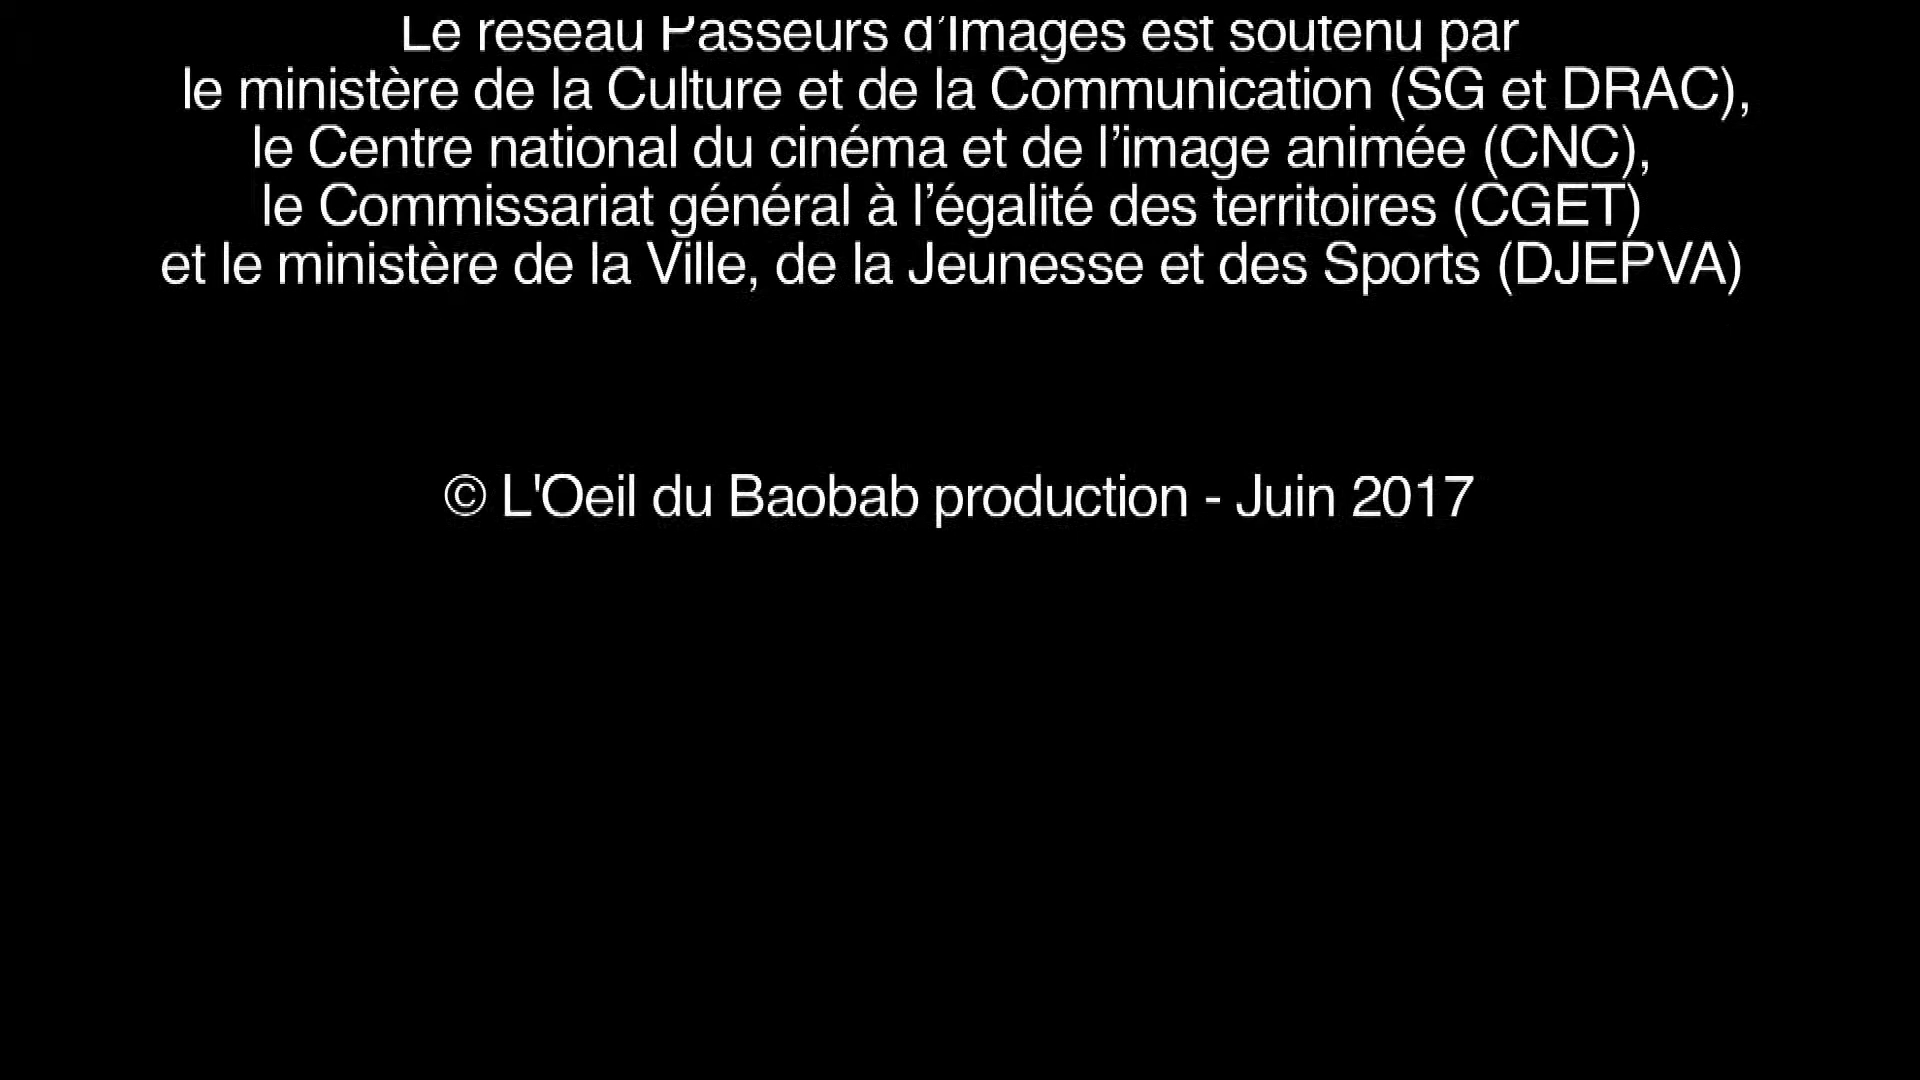 Le reseau Passeurs d’Images est soutenu par
le ministère de la Culture et de la Communication (SG et DRAC),
le Centre national du cinéma et de l’image animée (CNC),
le Commissariat général à l’égalité des territoires (CGET)
et le ministère de la Ville, de la Jeunesse et des Sports (DJEPVA)
© L'Oeil du Baobab production - Juin 2017